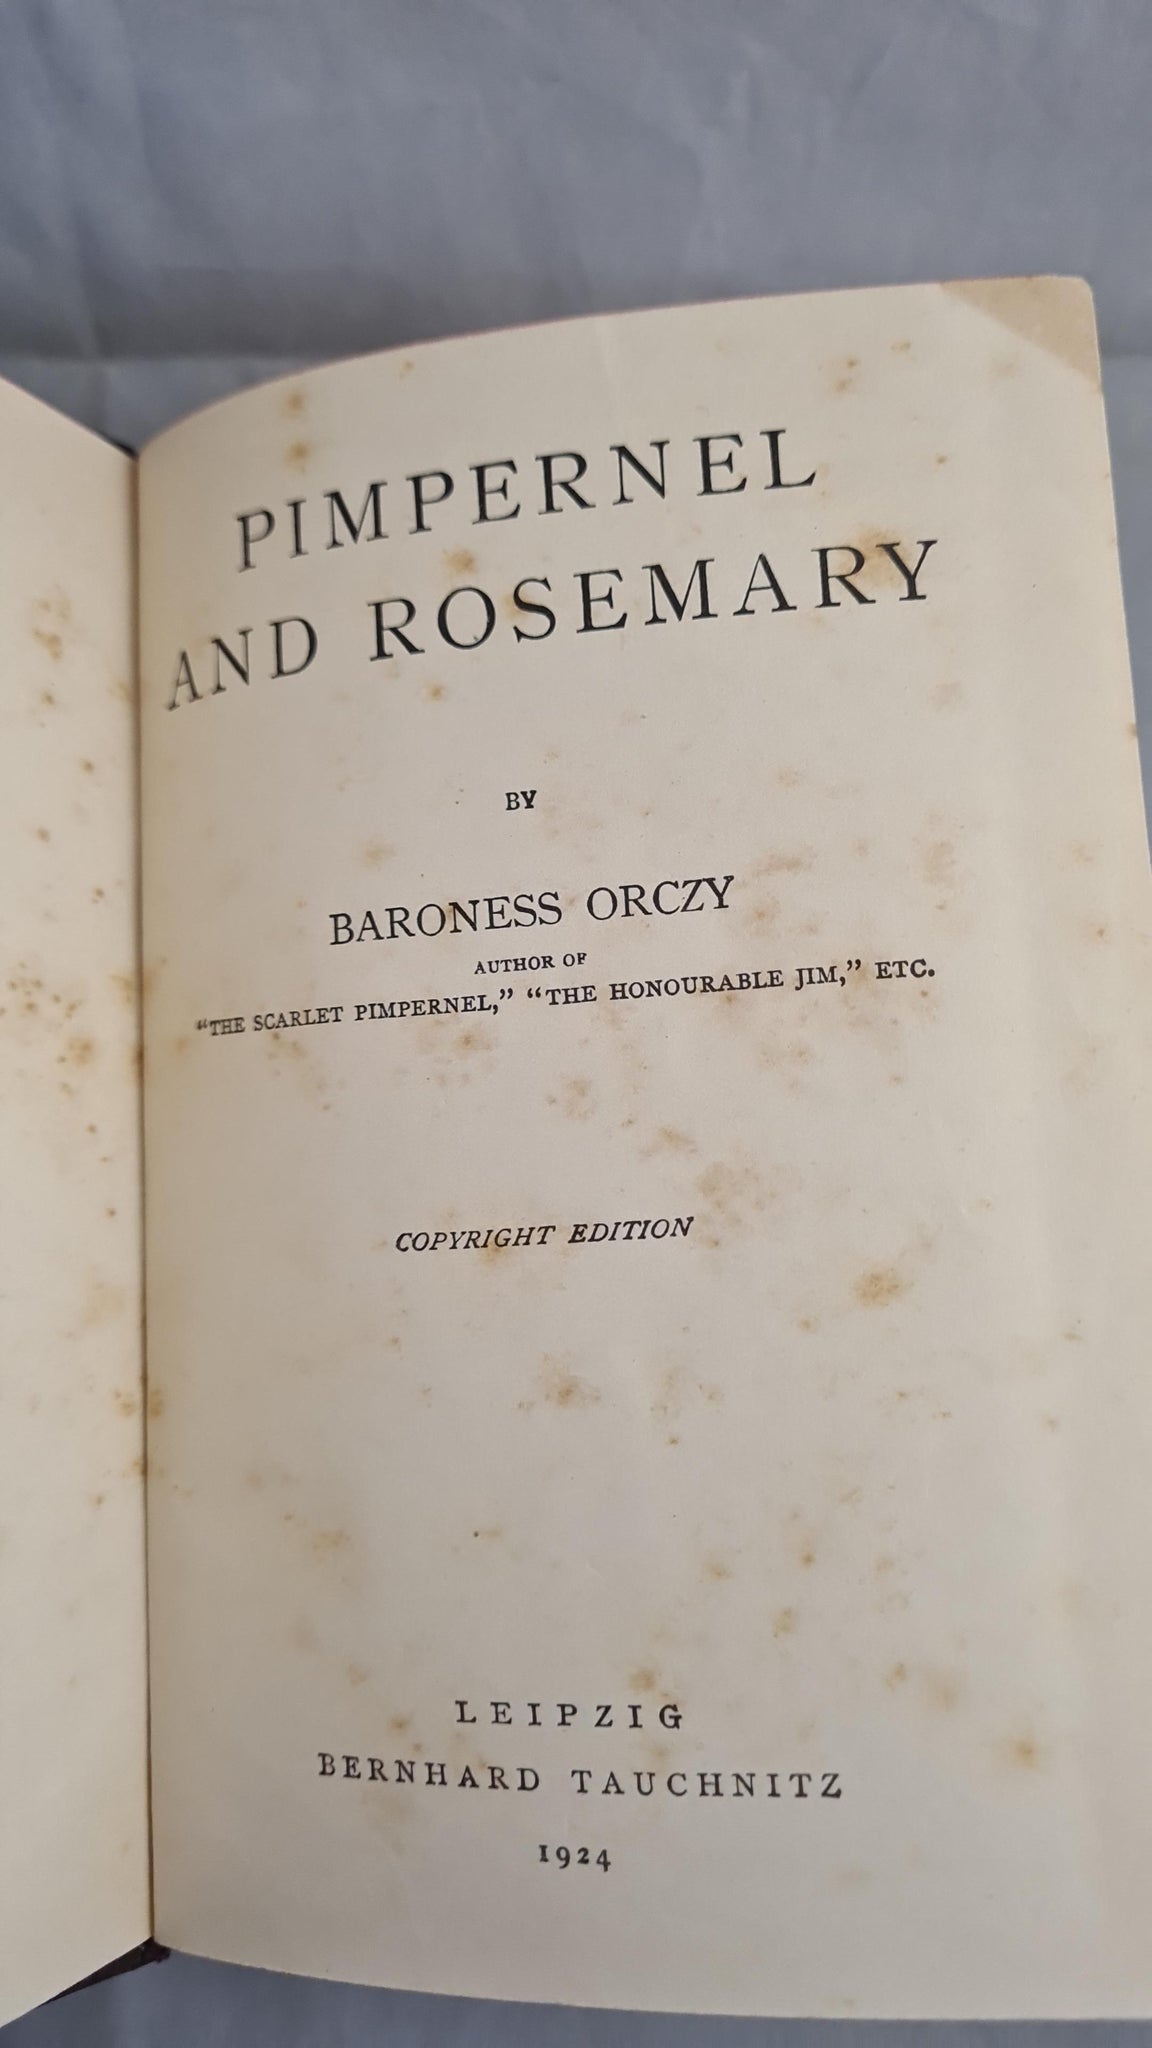 PIMPERNEL
AND ROSEMARY
BY
BARONESS ORCZY
AUTHOR OF
"THE SCARLET PIMPERNEL," "THE HONOURABLE JIM," ETC.
COPYRIGHT EDITION
LEIPZIG
BERNHARD TAUCHNITZ
1924